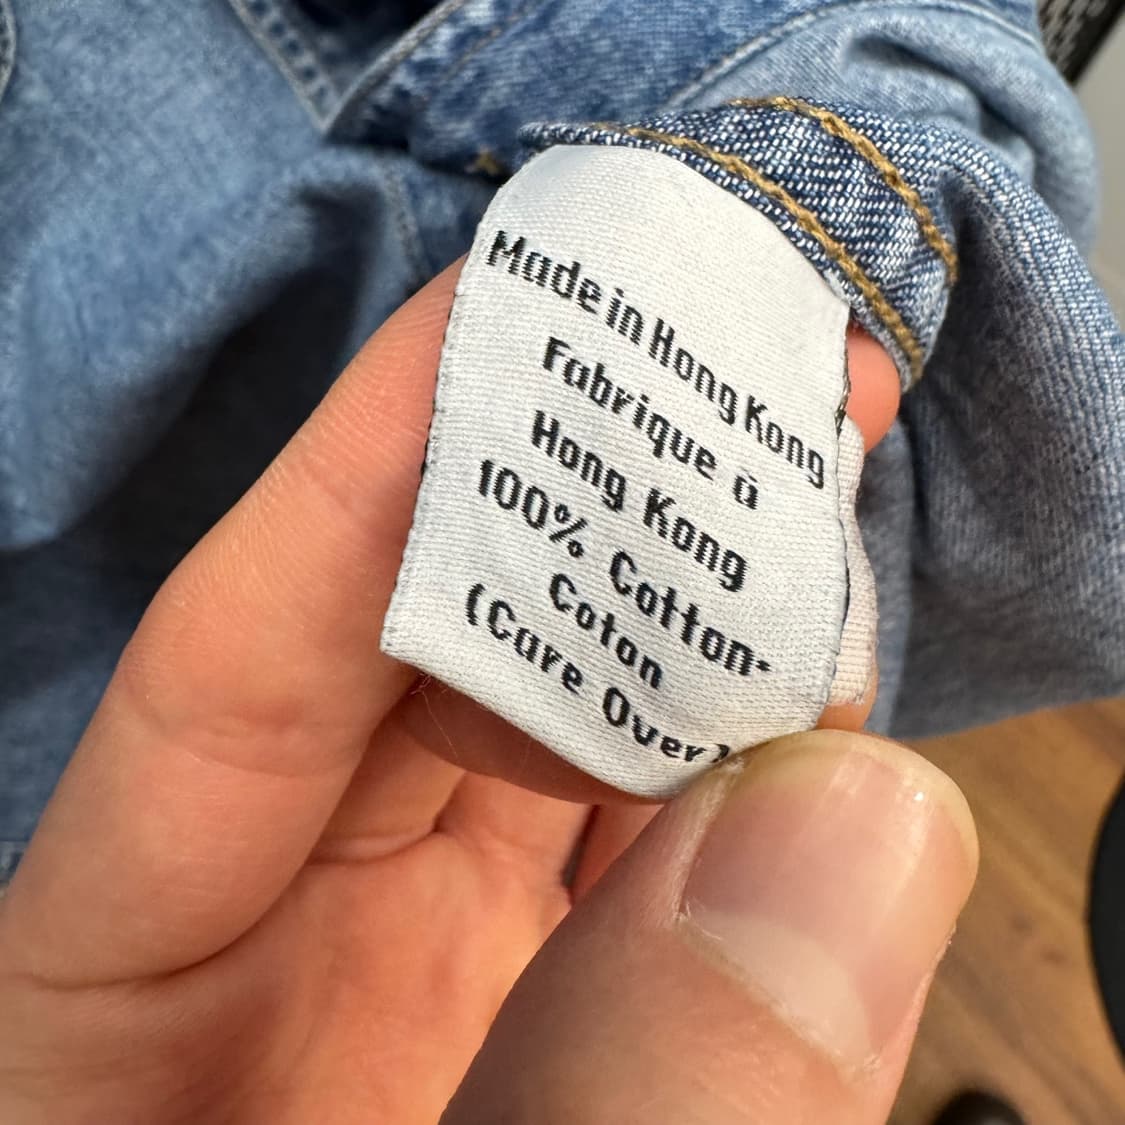 Made in Hong Kong
Fabrique à
Hong Kong
100% Cotton-
Coton
(Care Over)